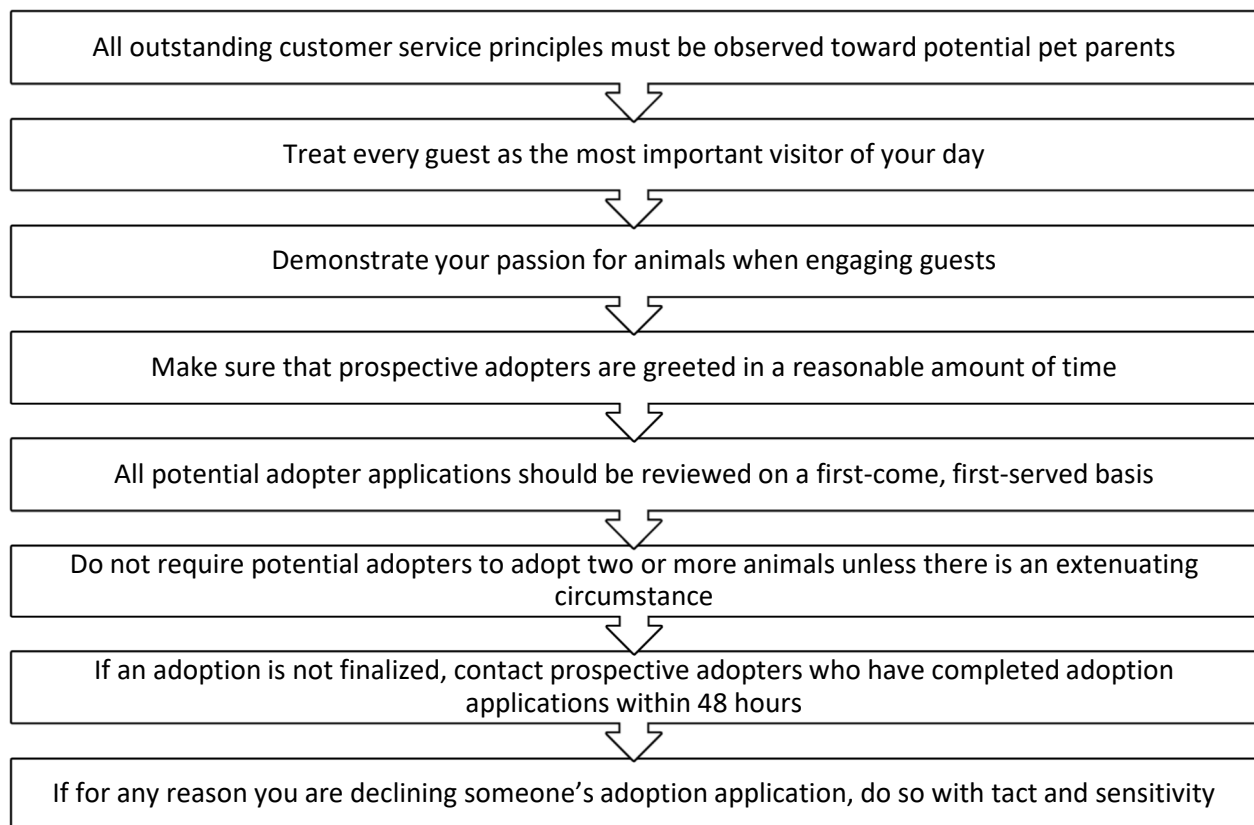 All outstanding customer service principles must be observed toward potential pet parents
Treat every guest as the most important visitor of your day
Demonstrate your passion for animals when engaging guests
Make sure that prospective adopters are greeted in a reasonable amount of time
All potential adopter applications should be reviewed on a first-come, first-served basis
Do not require potential adopters to adopt two or more animals unless there is an extenuating
circumstance
If an adoption is not finalized, contact prospective adopters who have completed adoption
applications within 48 hours
If for any reason you are declining someone’s adoption application, do so with tact and sensitivity